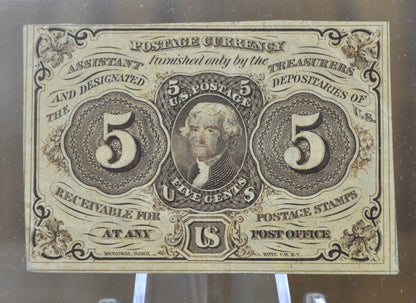 POSTAGE CURRENCY
Furnished only by the
ASSISTANT TREASURERS
AND DESIGNATED DEPOSITARIES OF
THE U.S.
5 5
U.S. POSTAGE
5 5
FIVE CENTS
U S
RECEIVABLE FOR POSTAGE STAMPS
AT ANY US POST OFFICE
NATIONAL BANK NOTE CO. N.Y.